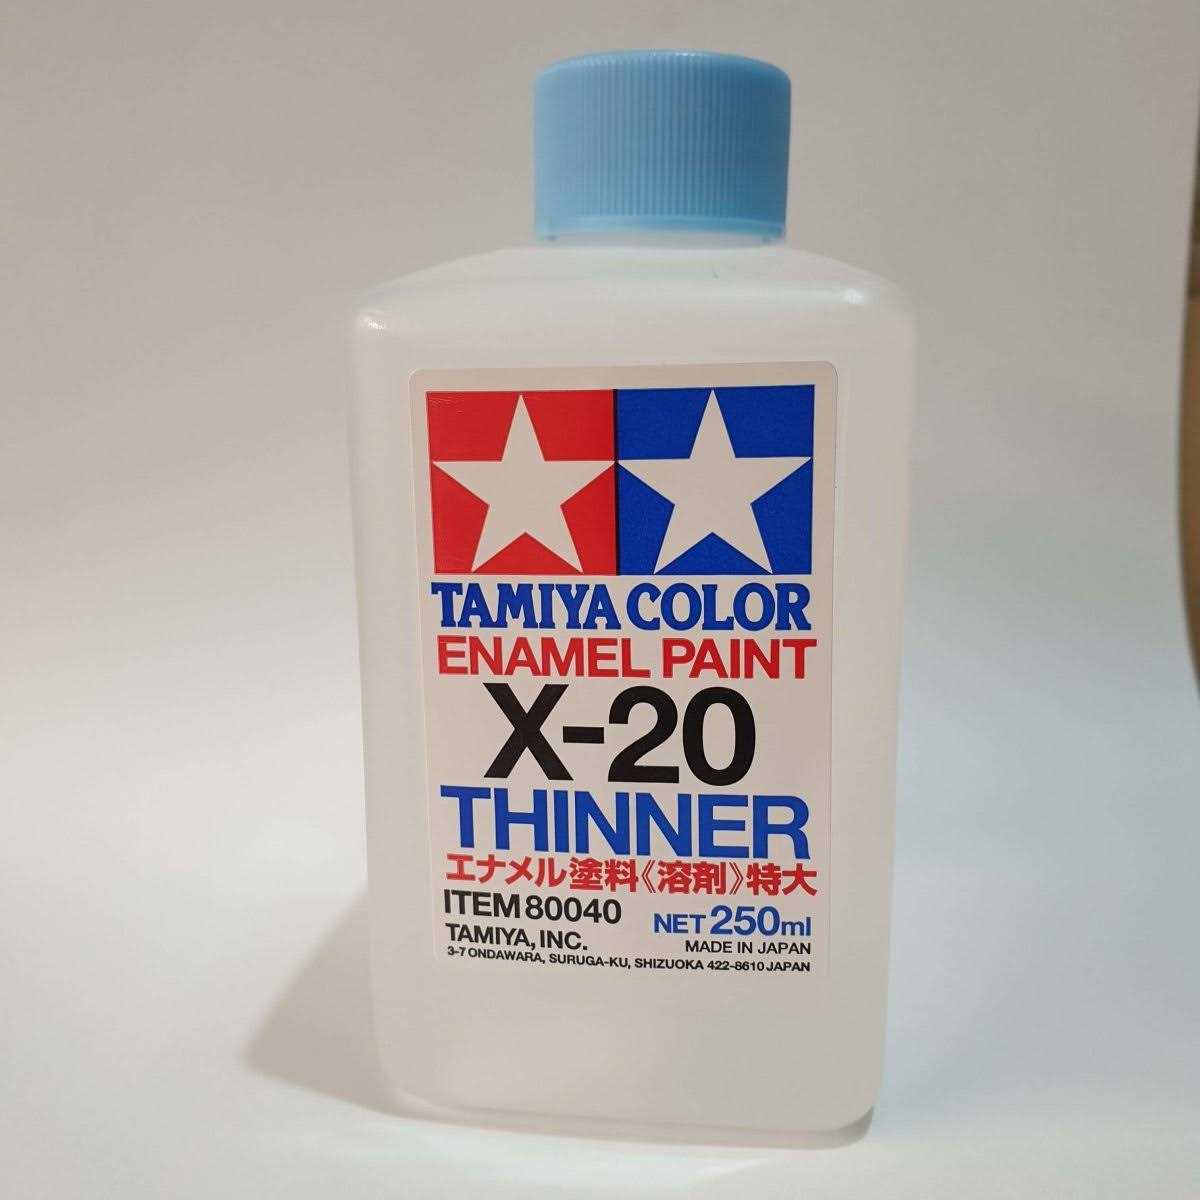 TAMIYA COLOR
ENAMEL PAINT
X-20
THINNER
エナメル塗料《溶剤》特大
ITEM 80040 NET 250ml
TAMIYA, INC. MADE IN JAPAN
3-7 ONDAWARA, SURUGA-KU, SHIZUOKA 422-8610 JAPAN